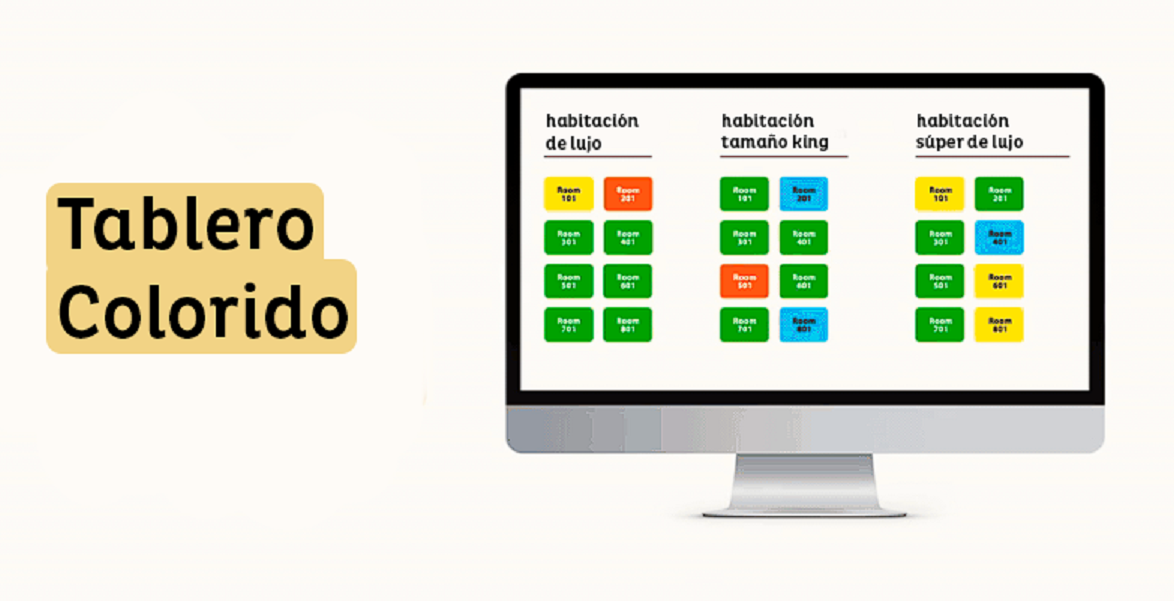 Tablero
Colorido
habitación
de lujo
Room
101
Room
201
Room
301
Room
401
Room
501
Room
601
Room
701
Room
801
habitación
tamaño king
Room
101
Room
201
Room
301
Room
401
Room
501
Room
601
Room
701
Room
801
habitación
súper de lujo
Room
101
Room
201
Room
301
Room
401
Room
501
Room
601
Room
701
Room
801